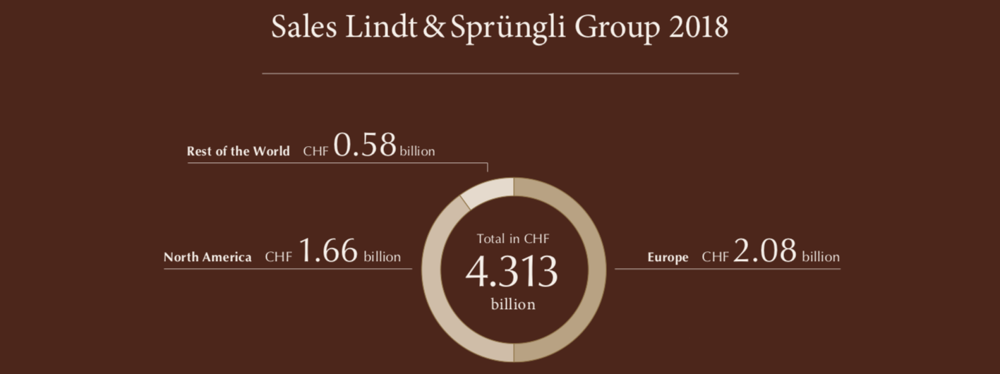 Sales Lindt & Sprüngli Group 2018
Rest of the World CHF 0.58 billion
North America CHF 1.66 billion
Total in CHF
4.313
billion
Europe CHF 2.08 billion